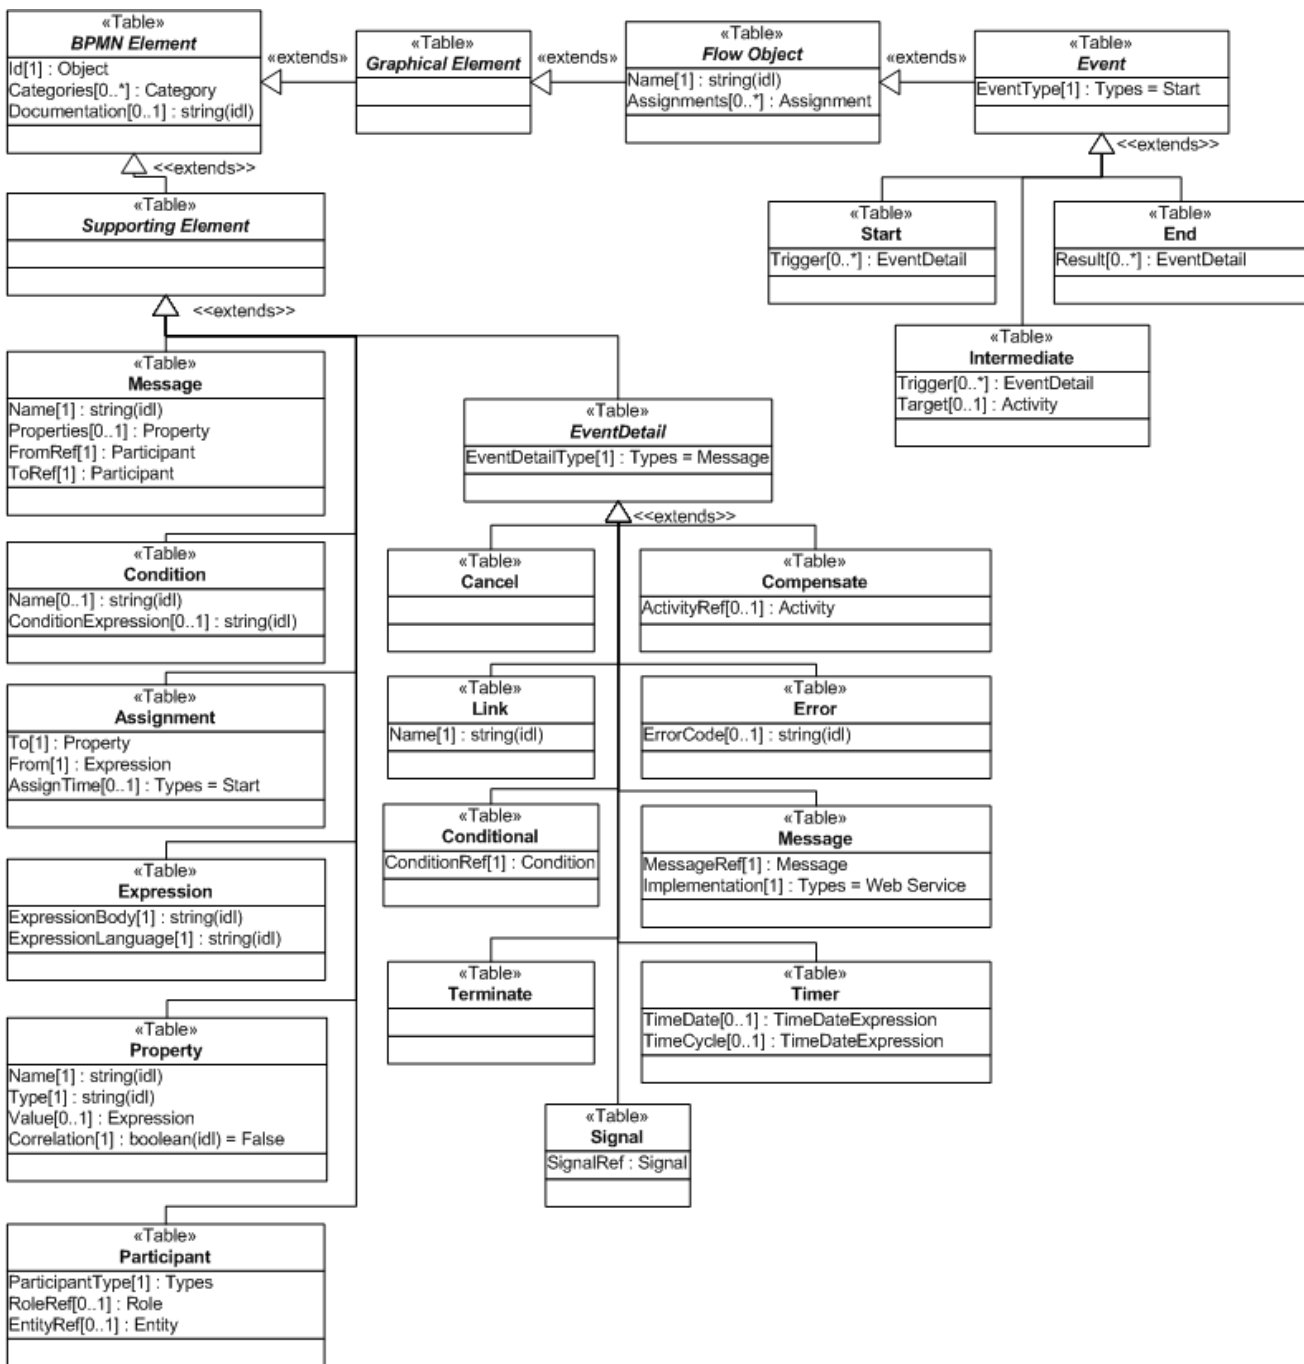 «Table»
BPMN Element
Id[1] : Object
Categories[0..*] : Category
Documentation[0..1] : string(idl)
«extends»
«Table»
Graphical Element
«extends»
«Table»
Flow Object
Name[1] : string(idl)
Assignments[0..*] : Assignment
«extends»
«Table»
Event
EventType[1] : Types = Start
<<extends>>
<<extends>>
«Table»
Supporting Element
«Table»
Start
Trigger[0..*] : EventDetail
«Table»
End
Result[0..*] : EventDetail
«Table»
Intermediate
Trigger[0..*] : EventDetail
Target[0..1] : Activity
<<extends>>
«Table»
Message
Name[1] : string(idl)
Properties[0..1] : Property
FromRef[1] : Participant
ToRef[1] : Participant
«Table»
EventDetail
EventDetailType[1] : Types = Message
<<extends>>
«Table»
Condition
Name[0..1] : string(idl)
ConditionExpression[0..1] : string(idl)
«Table»
Cancel
«Table»
Compensate
ActivityRef[0..1] : Activity
«Table»
Assignment
To[1] : Property
From[1] : Expression
AssignTime[0..1] : Types = Start
«Table»
Link
Name[1] : string(idl)
«Table»
Error
ErrorCode[0..1] : string(idl)
«Table»
Conditional
ConditionRef[1] : Condition
«Table»
Message
MessageRef[1] : Message
Implementation[1] : Types = Web Service
«Table»
Expression
ExpressionBody[1] : string(idl)
ExpressionLanguage[1] : string(idl)
«Table»
Terminate
«Table»
Timer
TimeDate[0..1] : TimeDateExpression
TimeCycle[0..1] : TimeDateExpression
«Table»
Property
Name[1] : string(idl)
Type[1] : string(idl)
Value[0..1] : Expression
Correlation[1] : boolean(idl) = False
«Table»
Signal
SignalRef : Signal
«Table»
Participant
ParticipantType[1] : Types
RoleRef[0..1] : Role
EntityRef[0..1] : Entity